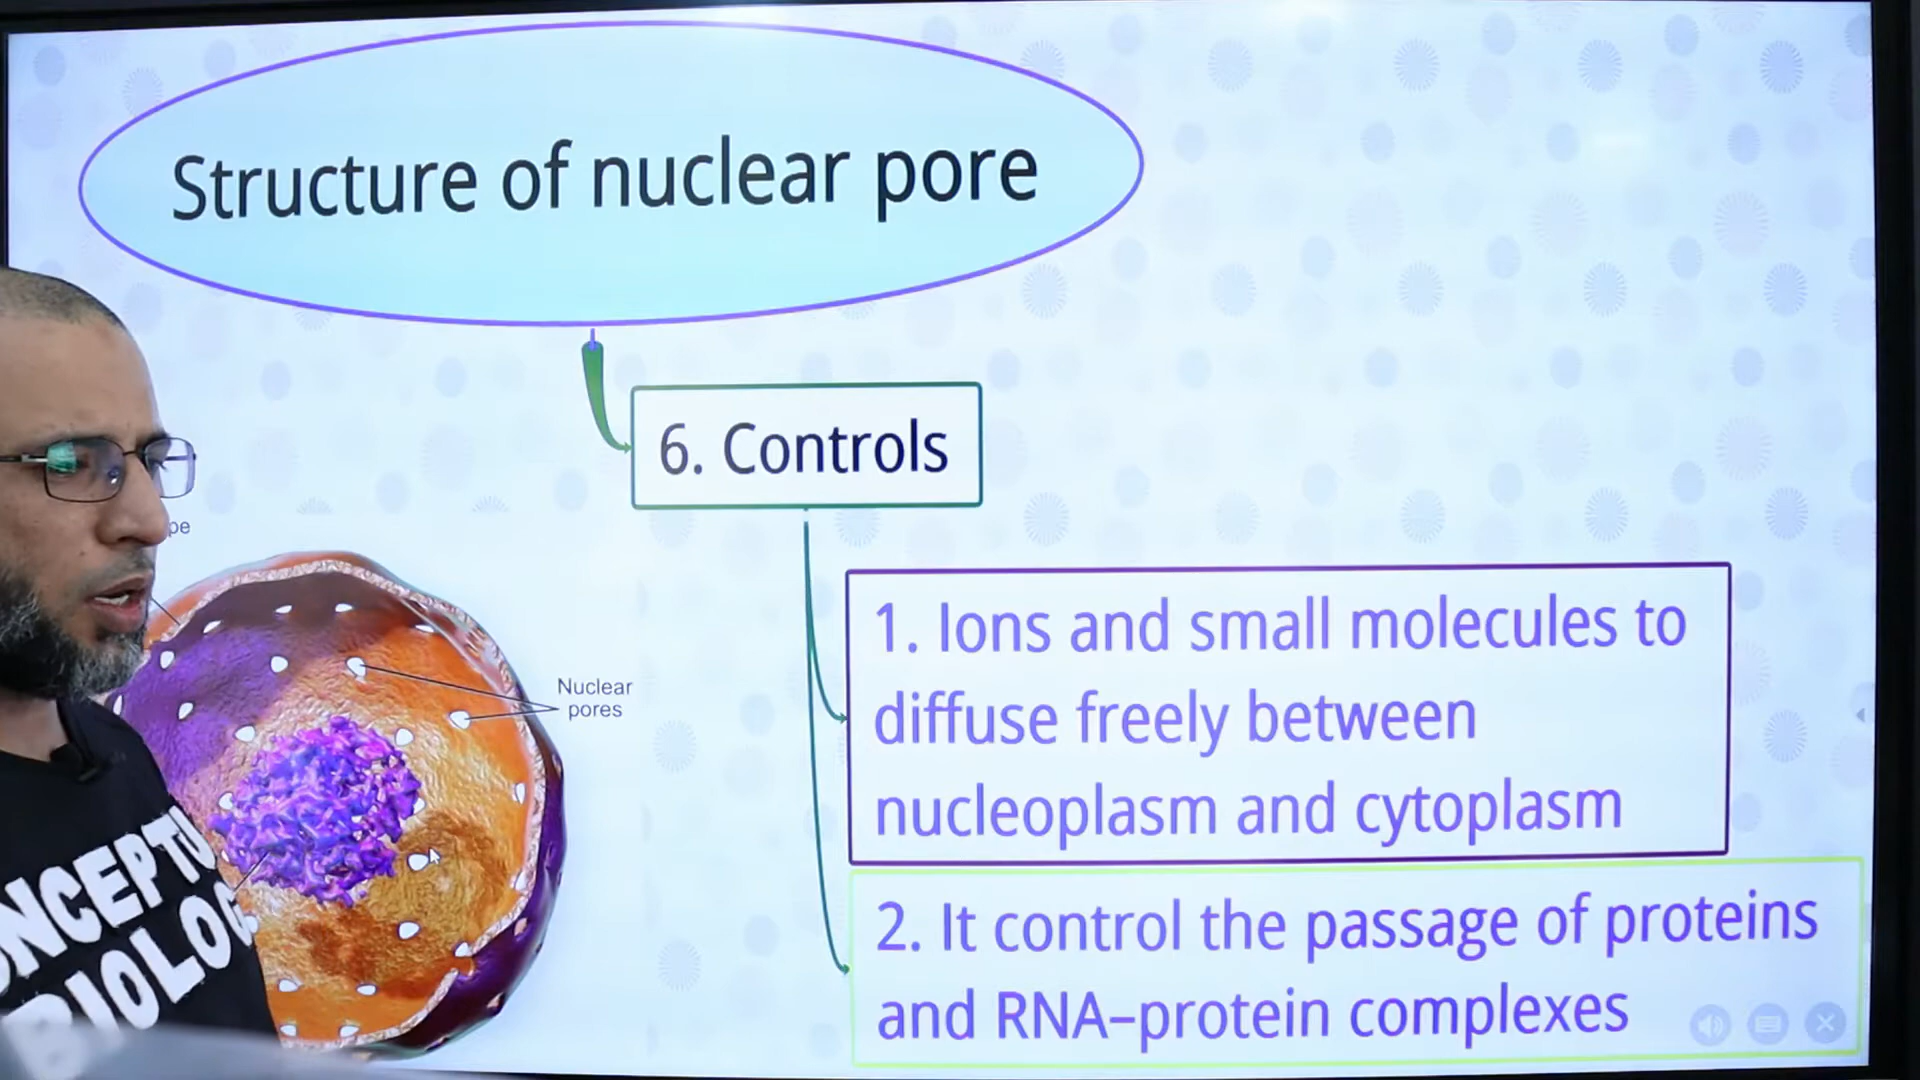 Structure of nuclear pore
6. Controls
1. Ions and small molecules to
diffuse freely between
nucleoplasm and cytoplasm
2. It control the passage of proteins
and RNA–protein complexes
Nuclear
pores